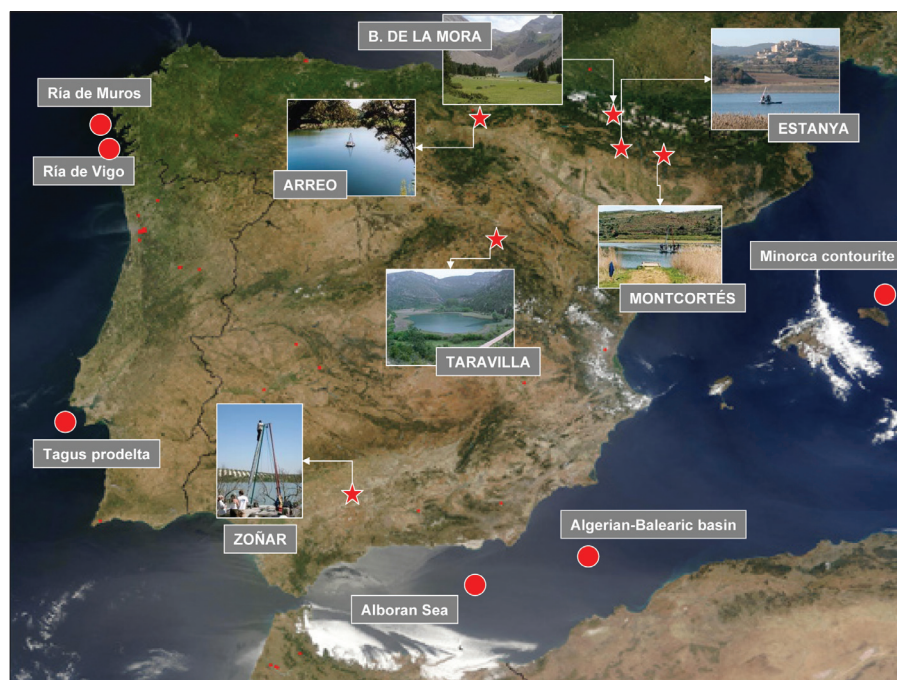 B. DE LA MORA
Ría de Muros
ESTANYA
Ría de Vigo
ARREO
Minorca contourite
MONTCORTÉS
TARAVILLA
Tagus prodelta
ZOÑAR
Algerian-Balearic basin
Alboran Sea